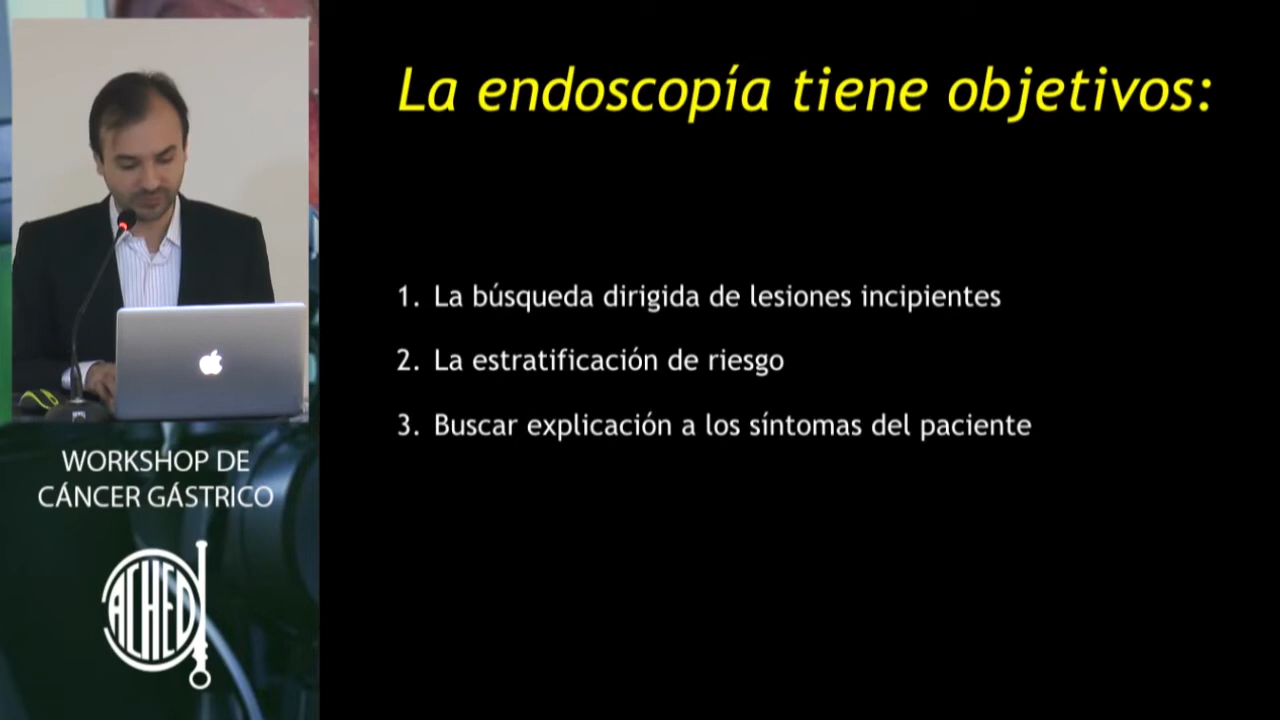 La endoscopía tiene objetivos:
1. La búsqueda dirigida de lesiones incipientes
2. La estratificación de riesgo
3. Buscar explicación a los síntomas del paciente
WORKSHOP DE
CÁNCER GÁSTRICO
ACHED